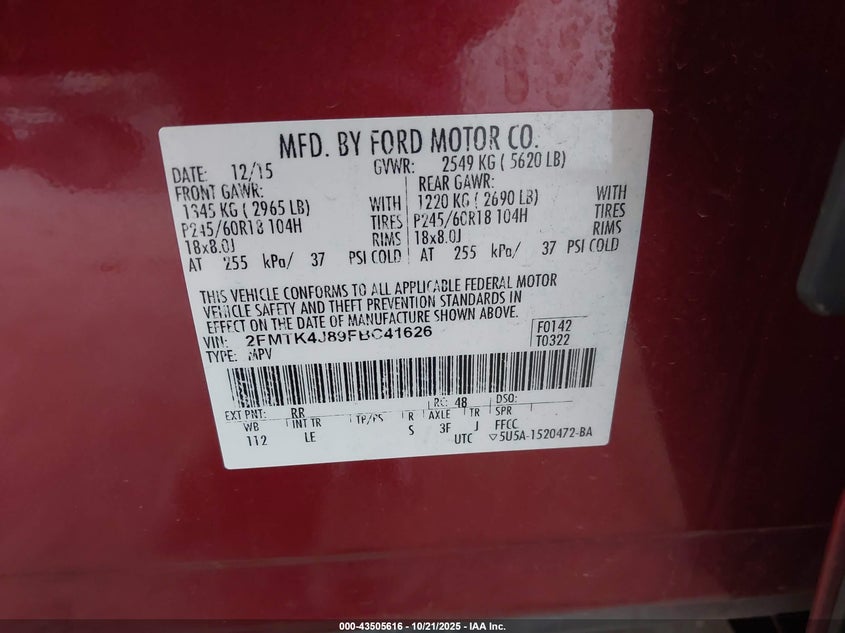 MFD. BY FORD MOTOR CO.
DATE: 12/15 GVWR: 2549 KG ( 5620 LB)
FRONT GAWR: REAR GAWR:
1345 KG ( 2965 LB) WITH 1220 KG ( 2690 LB) WITH
P245/60R18 104H TIRES P245/60R18 104H TIRES
18x8.0J RIMS 18x8.0J RIMS
AT 255 kPa/ 37 PSI COLD AT 255 kPa/ 37 PSI COLD
THIS VEHICLE CONFORMS TO ALL APPLICABLE FEDERAL MOTOR
VEHICLE SAFETY AND THEFT PREVENTION STANDARDS IN
EFFECT ON THE DATE OF MANUFACTURE SHOWN ABOVE.
VIN: 2FMTK4J89FBC41626 F0142
TYPE: MPV T0322
EXT PNT: RR RC: 48 DSO:
WB INT TR TP/PS R AXLE TR SPR
112 LE S 3F J FFCC
UTC ▽5U5A-1520472-BA
000-43505616 - 10/21/2025 - IAA Inc.